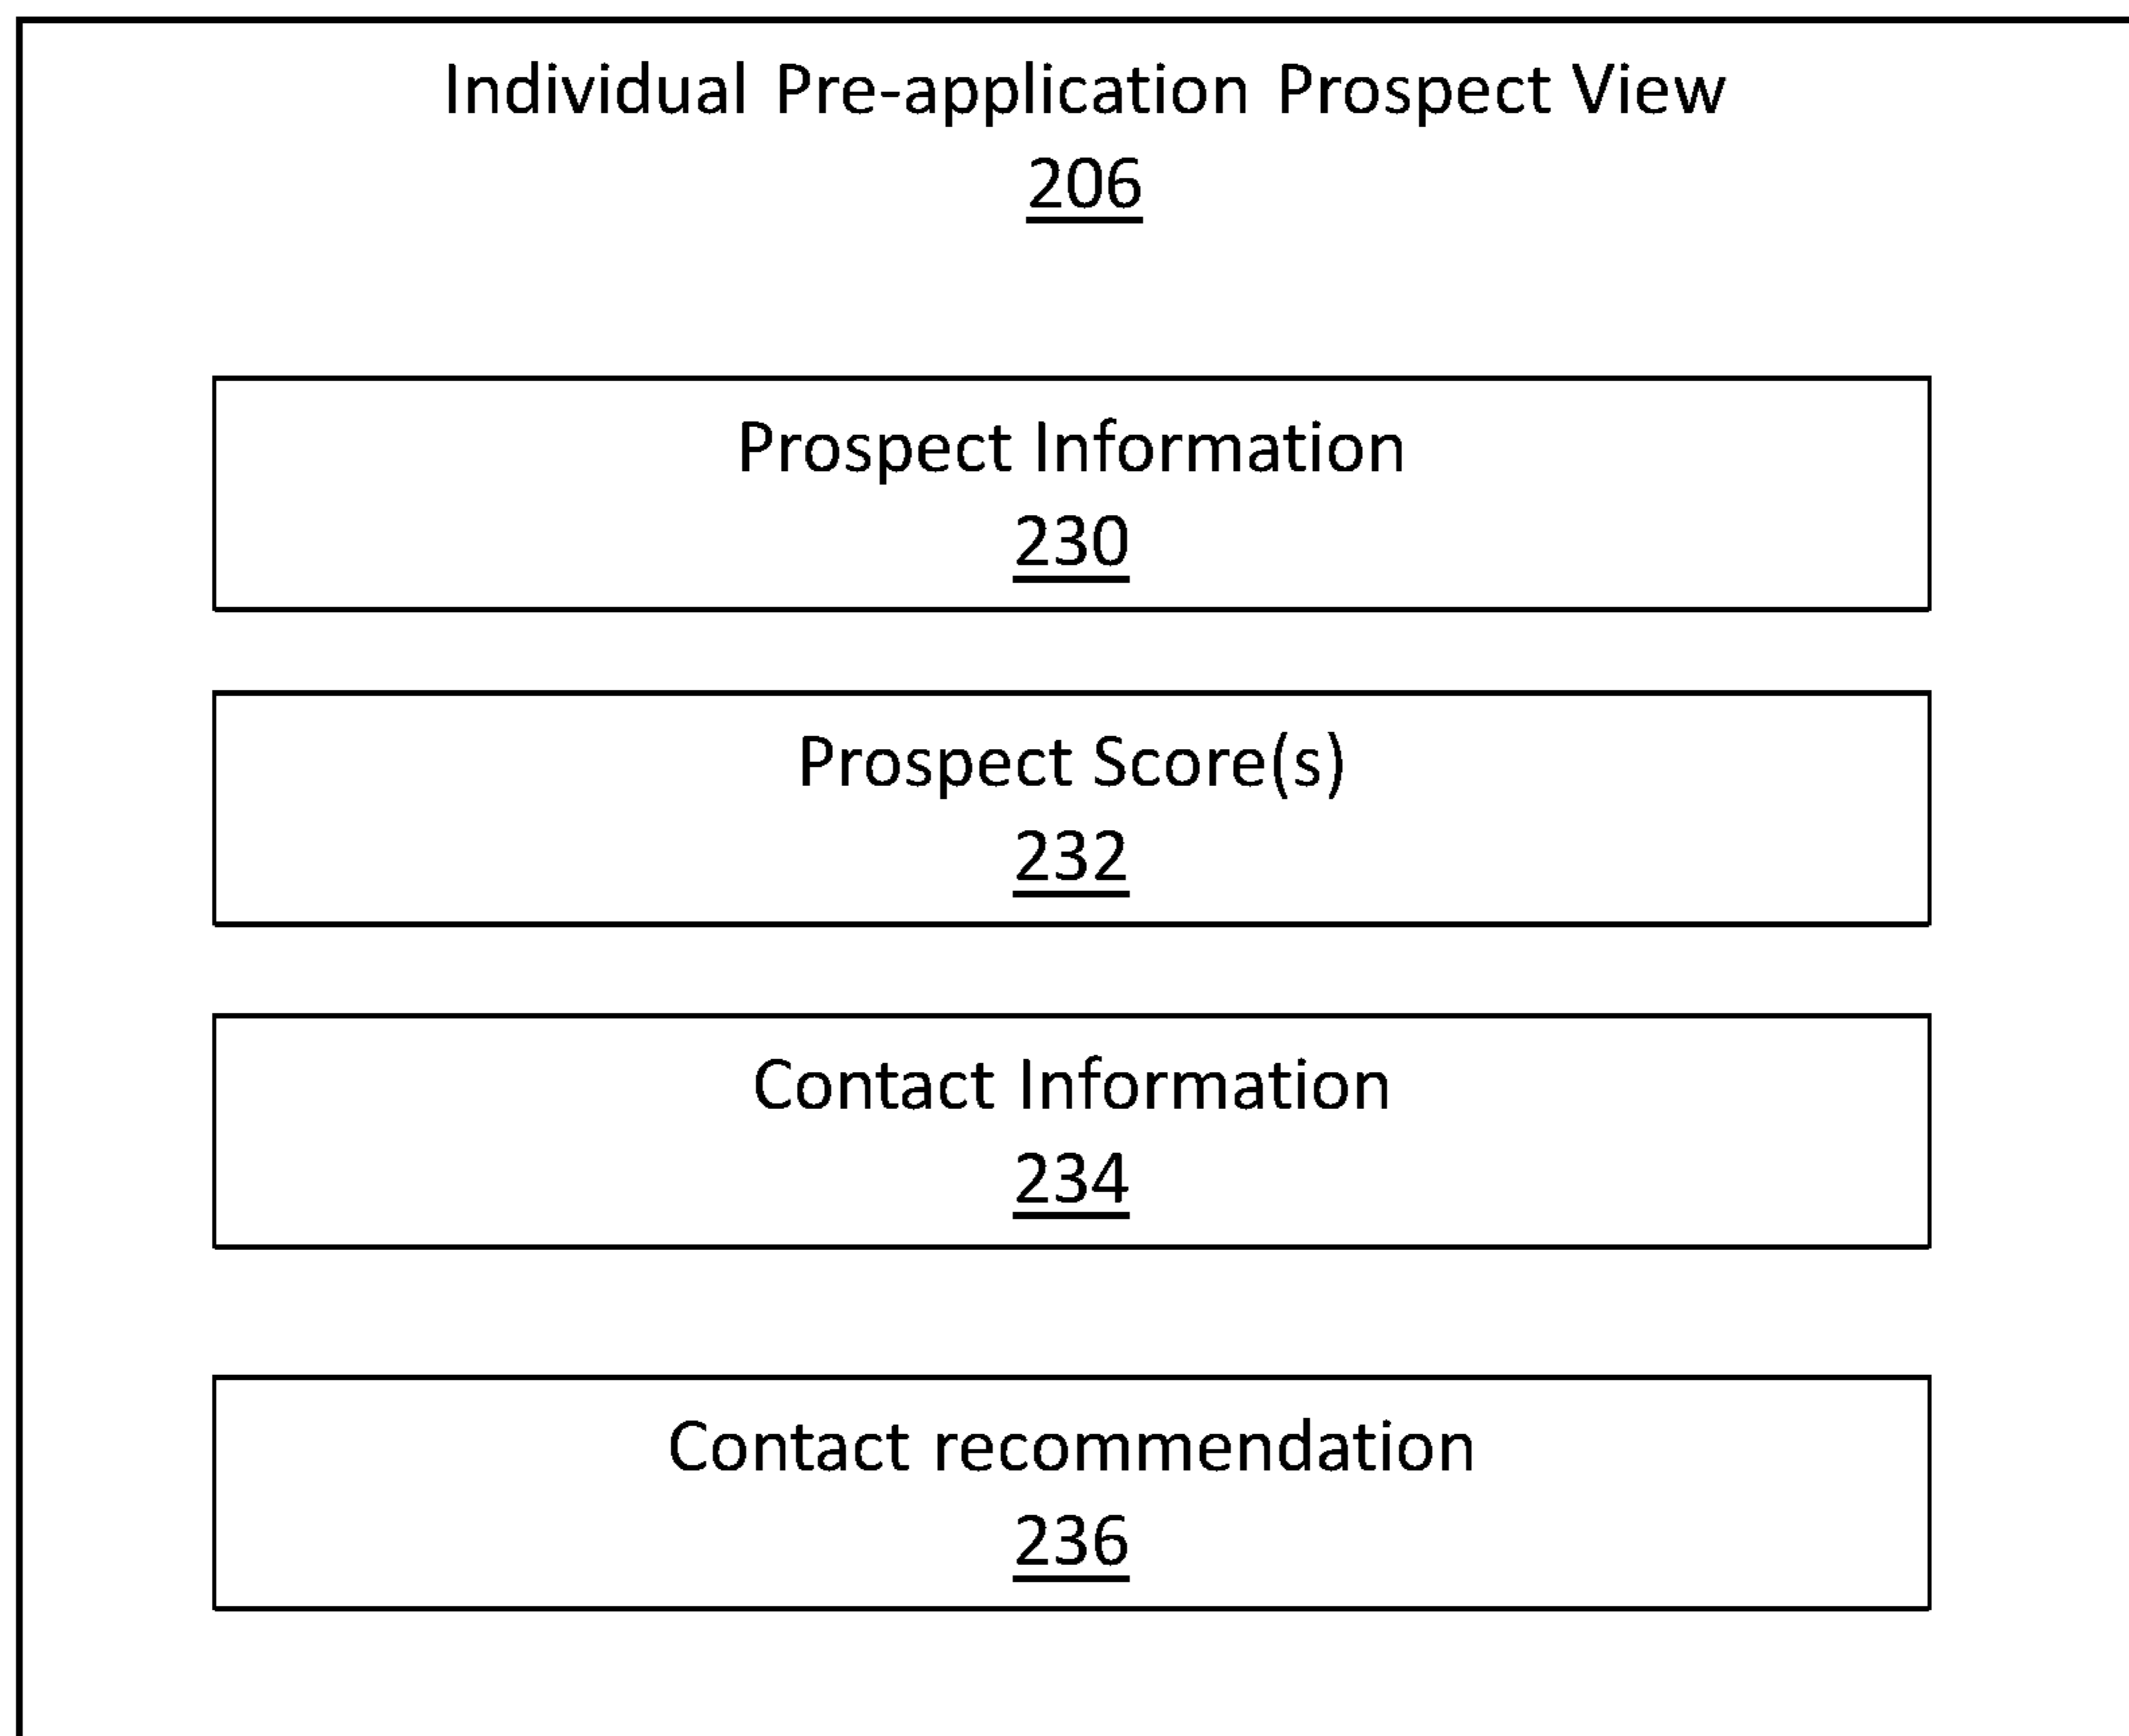 Individual Pre-application Prospect View
206
Prospect Information
230
Prospect Score(s)
232
Contact Information
234
Contact recommendation
236